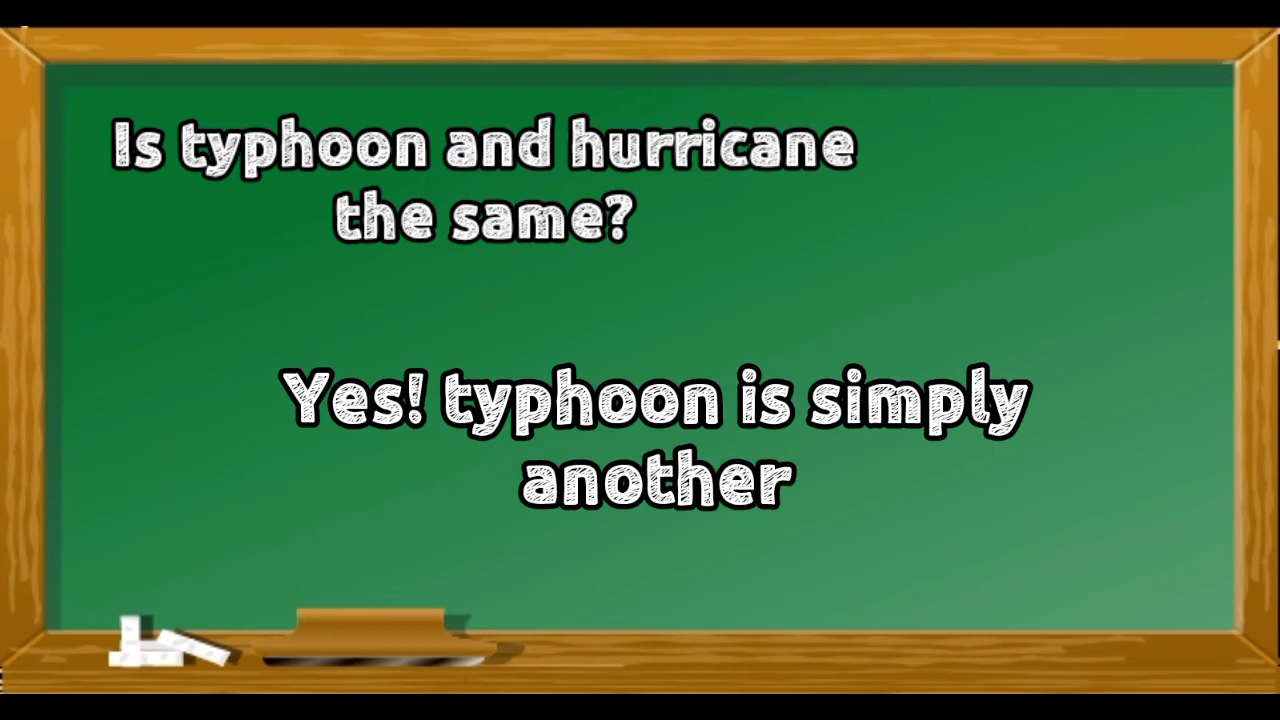 Is typhoon and hurricane
the same?
Yes! typhoon is simply
another